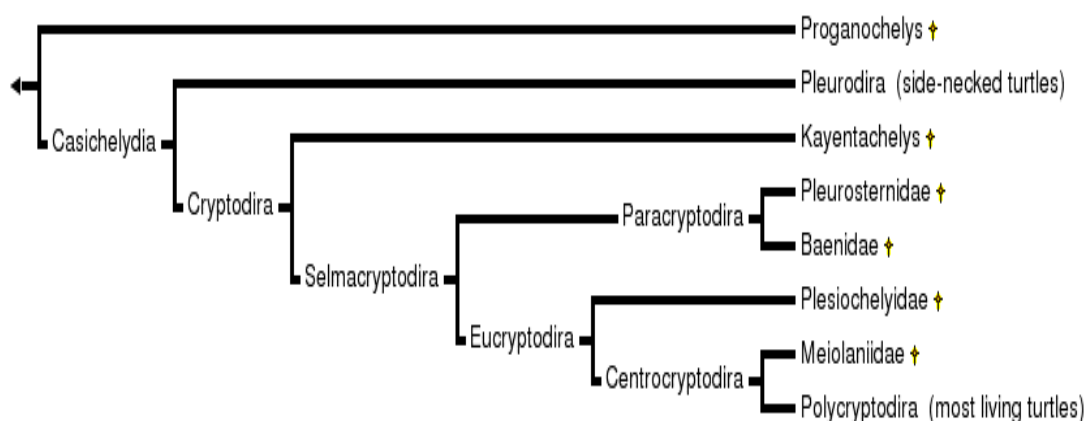 Proganochelys †
Pleurodira (side-necked turtles)
Casichelydia
Kayentachelys †
Pleurosternidae †
Cryptodira
Paracryptodira
Baenidae †
Selmacryptodira
Plesiochelyidae †
Eucryptodira
Meiolaniidae †
Centrocryptodira
Polycryptodira (most living turtles)